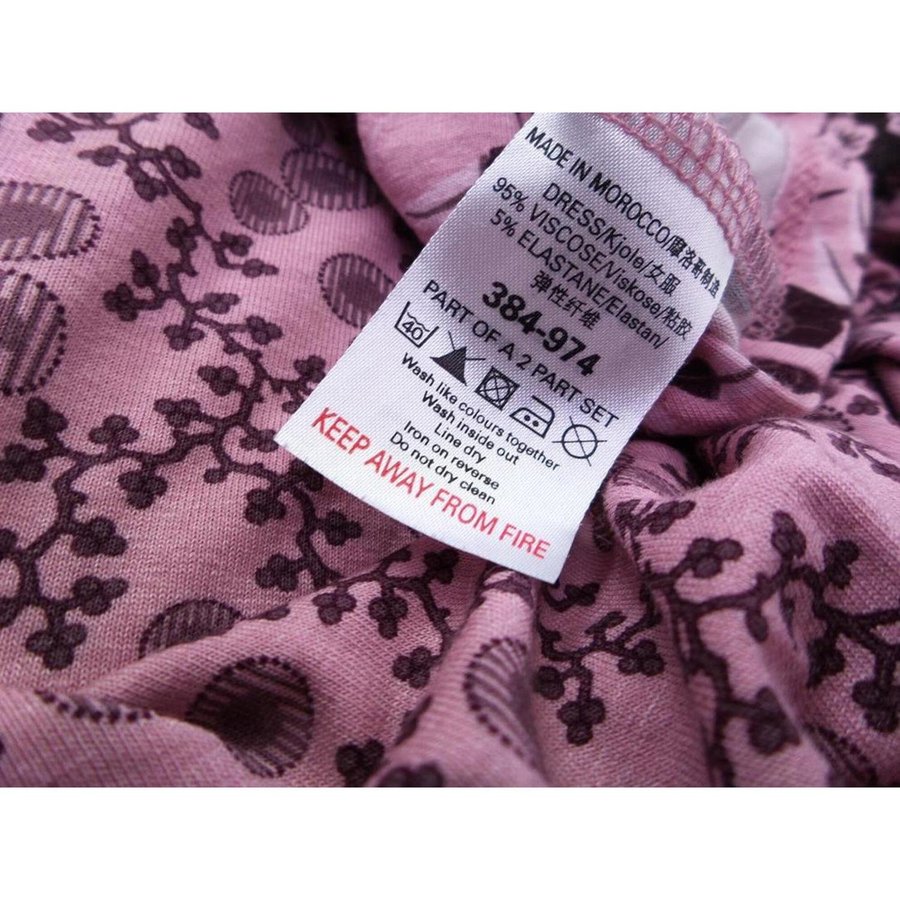 MADE IN MOROCCO/摩洛哥制造
DRESS/Kjole/女服
95% VISCOSE/Viskose/粘胶
5% ELASTANE/Elastan/
弹性纤维
384-974
PART OF A 2 PART SET
40
Wash like colours together
Wash inside out
Line dry
Iron on reverse
Do not dry clean
KEEP AWAY FROM FIRE